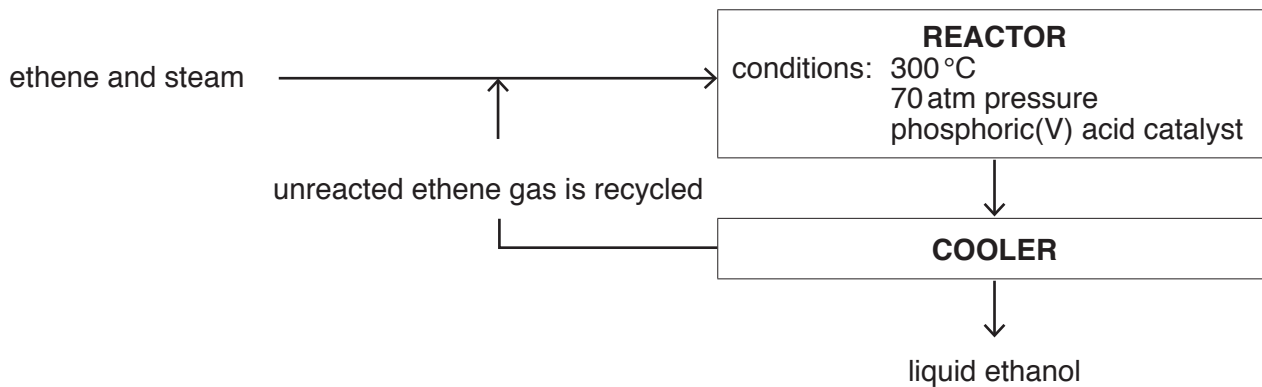 REACTOR
ethene and steam
conditions: 300 °C
70 atm pressure
phosphoric(V) acid catalyst
unreacted ethene gas is recycled
COOLER
liquid ethanol